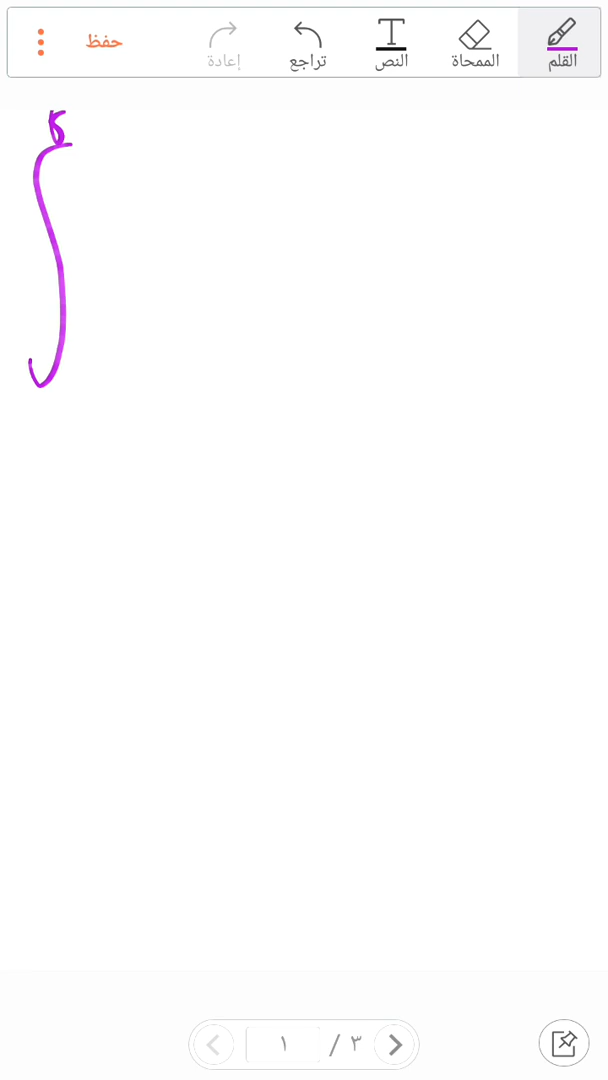 حفظ إعادة تراجع النص الممحاة القلم
∫
١ / ٣